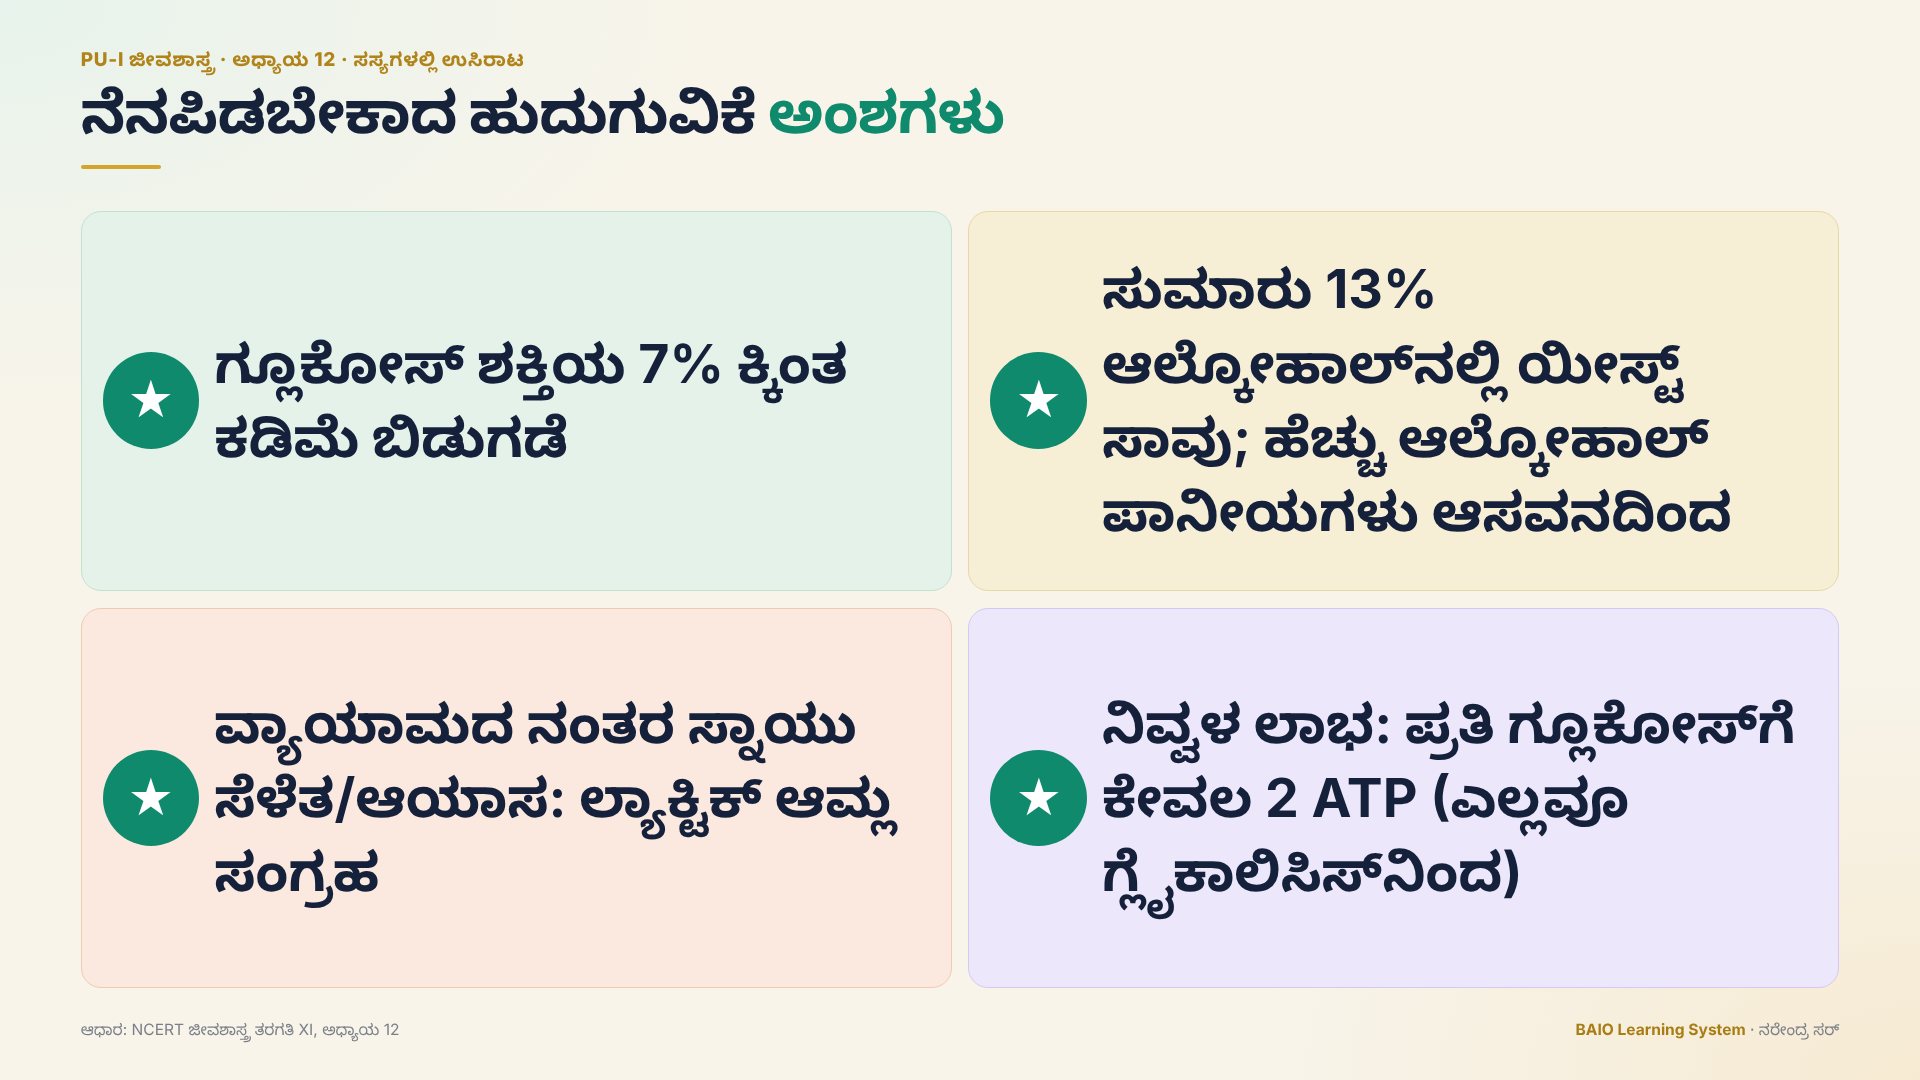 PU-I ಜೀವಶಾಸ್ತ್ರ · ಅಧ್ಯಾಯ 12 · ಸಸ್ಯಗಳಲ್ಲಿ ಉಸಿರಾಟ
ನೆನಪಿಡಬೇಕಾದ ಹುದುಗುವಿಕೆ ಅಂಶಗಳು
ಗ್ಲೂಕೋಸ್ ಶಕ್ತಿಯ 7% ಕ್ಕಿಂತ
ಕಡಿಮೆ ಬಿಡುಗಡೆ
ಸುಮಾರು 13%
ಆಲ್ಕೋಹಾಲ್‌ನಲ್ಲಿ ಯೀಸ್ಟ್
ಸಾವು; ಹೆಚ್ಚು ಆಲ್ಕೋಹಾಲ್
ಪಾನೀಯಗಳು ಆಸವನದಿಂದ
ವ್ಯಾಯಾಮದ ನಂತರ ಸ್ನಾಯು
ಸೆಳೆತ/ಆಯಾಸ: ಲ್ಯಾಕ್ಟಿಕ್ ಆಮ್ಲ
ಸಂಗ್ರಹ
ನಿವ್ವಳ ಲಾಭ: ಪ್ರತಿ ಗ್ಲೂಕೋಸ್‌ಗೆ
ಕೇವಲ 2 ATP (ಎಲ್ಲವೂ
ಗ್ಲೈಕಾಲಿಸಿಸ್‌ನಿಂದ)
ಆಧಾರ: NCERT ಜೀವಶಾಸ್ತ್ರ ತರಗತಿ XI, ಅಧ್ಯಾಯ 12
BAIO Learning System · ನರೇಂದ್ರ ಸರ್